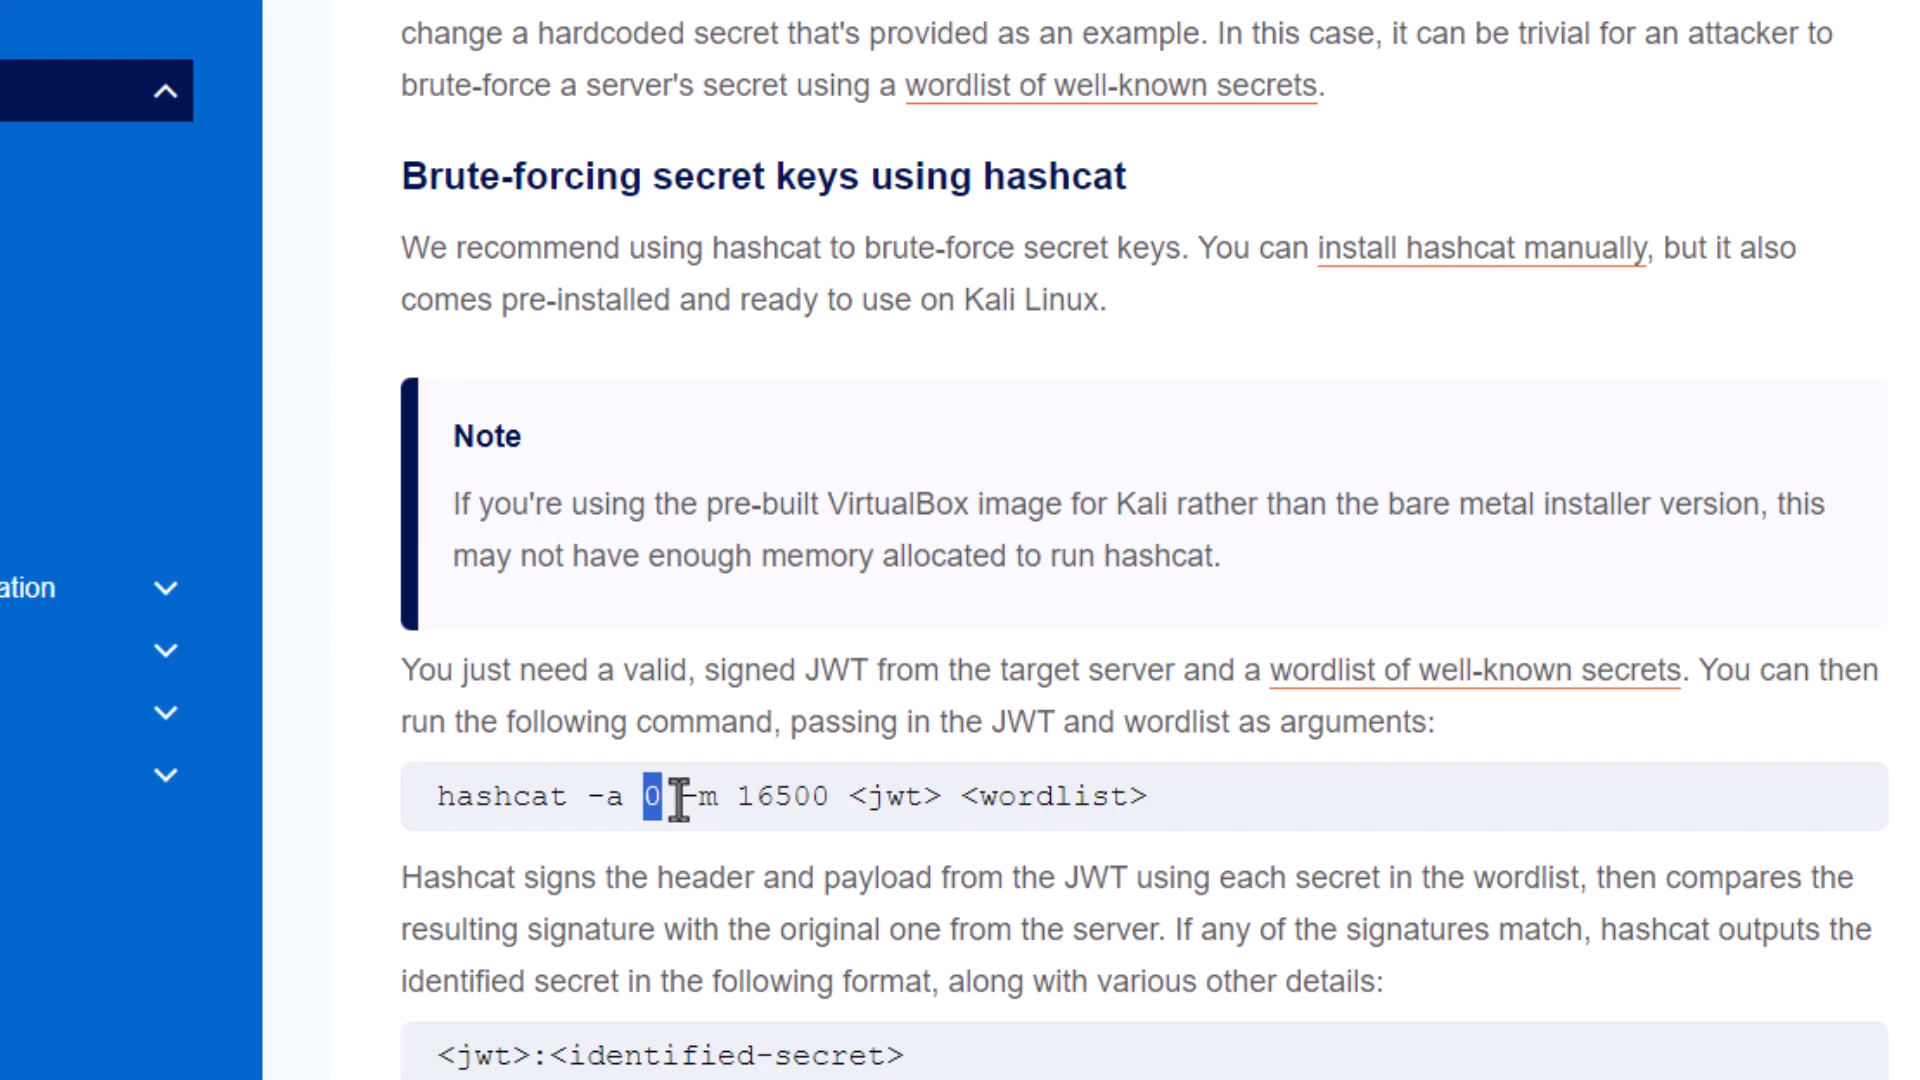 change a hardcoded secret that's provided as an example. In this case, it can be trivial for an attacker to
brute-force a server's secret using a wordlist of well-known secrets.
Brute-forcing secret keys using hashcat
We recommend using hashcat to brute-force secret keys. You can install hashcat manually, but it also
comes pre-installed and ready to use on Kali Linux.
Note
If you're using the pre-built VirtualBox image for Kali rather than the bare metal installer version, this
may not have enough memory allocated to run hashcat.
ation
You just need a valid, signed JWT from the target server and a wordlist of well-known secrets. You can then
run the following command, passing in the JWT and wordlist as arguments:
hashcat -a 0 -m 16500 <jwt> <wordlist>
Hashcat signs the header and payload from the JWT using each secret in the wordlist, then compares the
resulting signature with the original one from the server. If any of the signatures match, hashcat outputs the
identified secret in the following format, along with various other details:
<jwt>:<identified-secret>